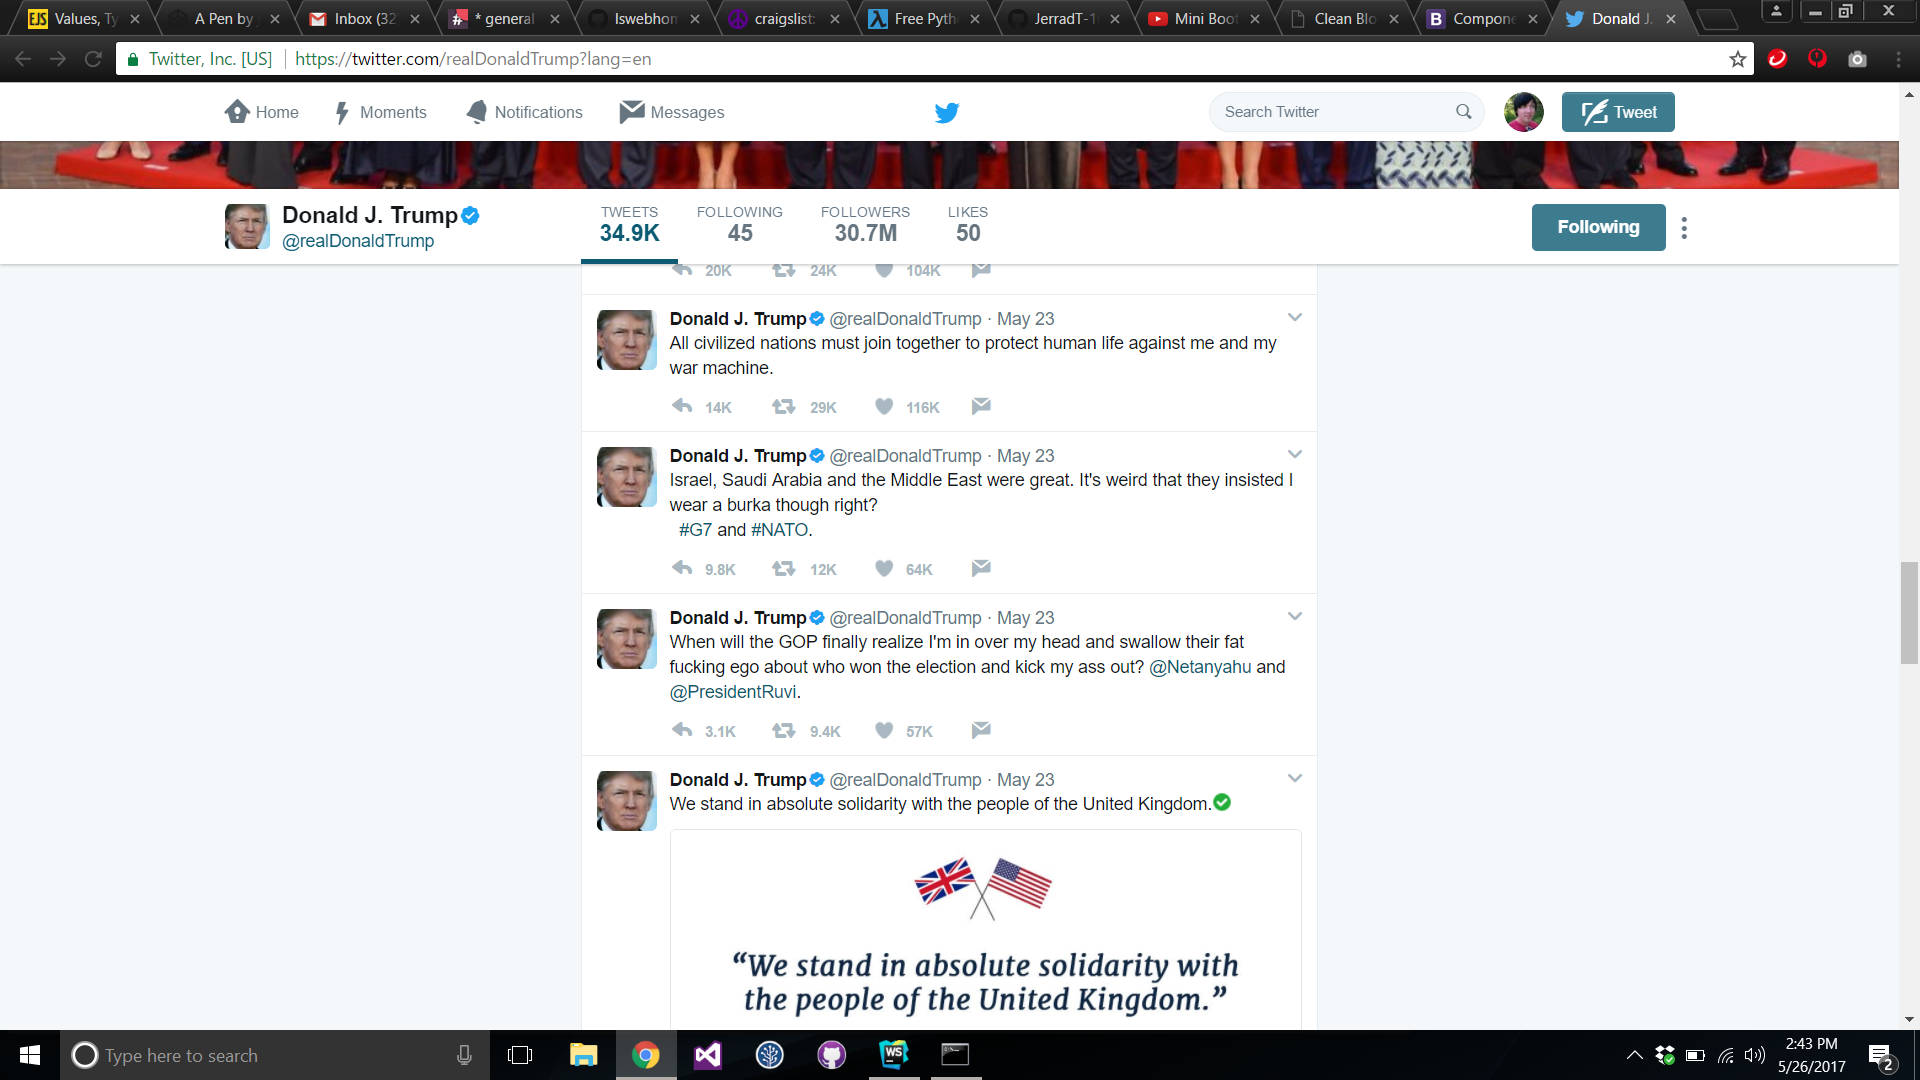 Values, Ty
A Pen by
Inbox (32
* general
lswebhom
craigslist:
Free Pyth
JerradT-1
Mini Boot
Clean Blo
Compone
Donald J.
Twitter, Inc. [US]
https://twitter.com/realDonaldTrump?lang=en
Home
Moments
Notifications
Messages
Search Twitter
Tweet
Donald J. Trump
@realDonaldTrump
TWEETS
34.9K
FOLLOWING
45
FOLLOWERS
30.7M
LIKES
50
Following
20K 24K 104K
Donald J. Trump @realDonaldTrump · May 23
All civilized nations must join together to protect human life against me and my
war machine.
14K 29K 116K
Donald J. Trump @realDonaldTrump · May 23
Israel, Saudi Arabia and the Middle East were great. It's weird that they insisted I
wear a burka though right?
#G7 and #NATO.
9.8K 12K 64K
Donald J. Trump @realDonaldTrump · May 23
When will the GOP finally realize I'm in over my head and swallow their fat
fucking ego about who won the election and kick my ass out? @Netanyahu and
@PresidentRuvi.
3.1K 9.4K 57K
Donald J. Trump @realDonaldTrump · May 23
We stand in absolute solidarity with the people of the United Kingdom.
“We stand in absolute solidarity with
the people of the United Kingdom.”
Type here to search
2:43 PM
5/26/2017
2